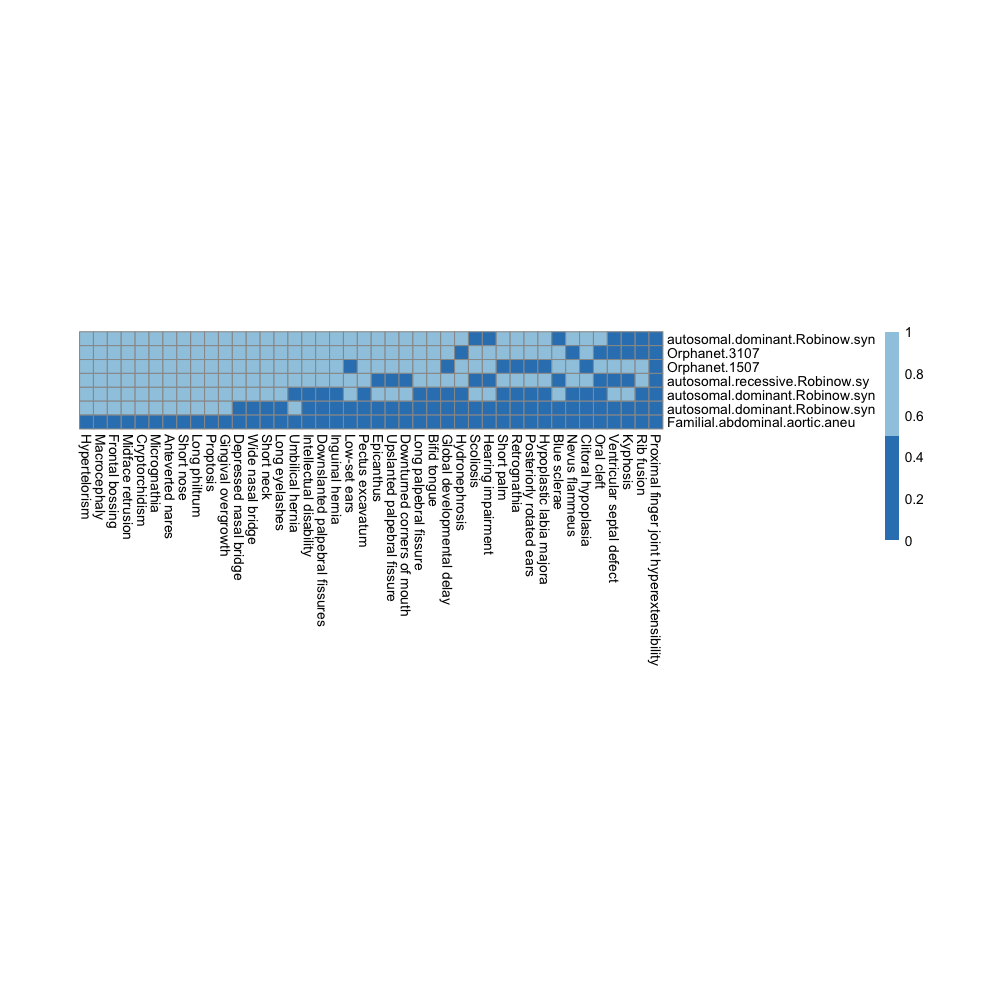 autosomal.dominant.Robinow.syn
Orphanet.3107
Orphanet.1507
autosomal.recessive.Robinow.sy
autosomal.dominant.Robinow.syn
autosomal.dominant.Robinow.syn
Familial.abdominal.aortic.aneu
1
0.8
0.6
0.4
0.2
0
Hypertelorism
Macrocephaly
Frontal bossing
Midface retrusion
Cryptorchidism
Micrognathia
Anteverted nares
Short nose
Long philtrum
Proptosis
Gingival overgrowth
Depressed nasal bridge
Wide nasal bridge
Short neck
Long eyelashes
Umbilical hernia
Intellectual disability
Downslanted palpebral fissures
Inguinal hernia
Low-set ears
Pectus excavatum
Epicanthus
Upslanted palpebral fissure
Downturned corners of mouth
Long palpebral fissure
Bifid tongue
Global developmental delay
Hydronephrosis
Scoliosis
Hearing impairment
Short palm
Retrognathia
Posteriorly rotated ears
Hypoplastic labia majora
Blue sclerae
Nevus flammeus
Clitoral hypoplasia
Oral cleft
Ventricular septal defect
Kyphosis
Rib fusion
Proximal finger joint hyperextensibility